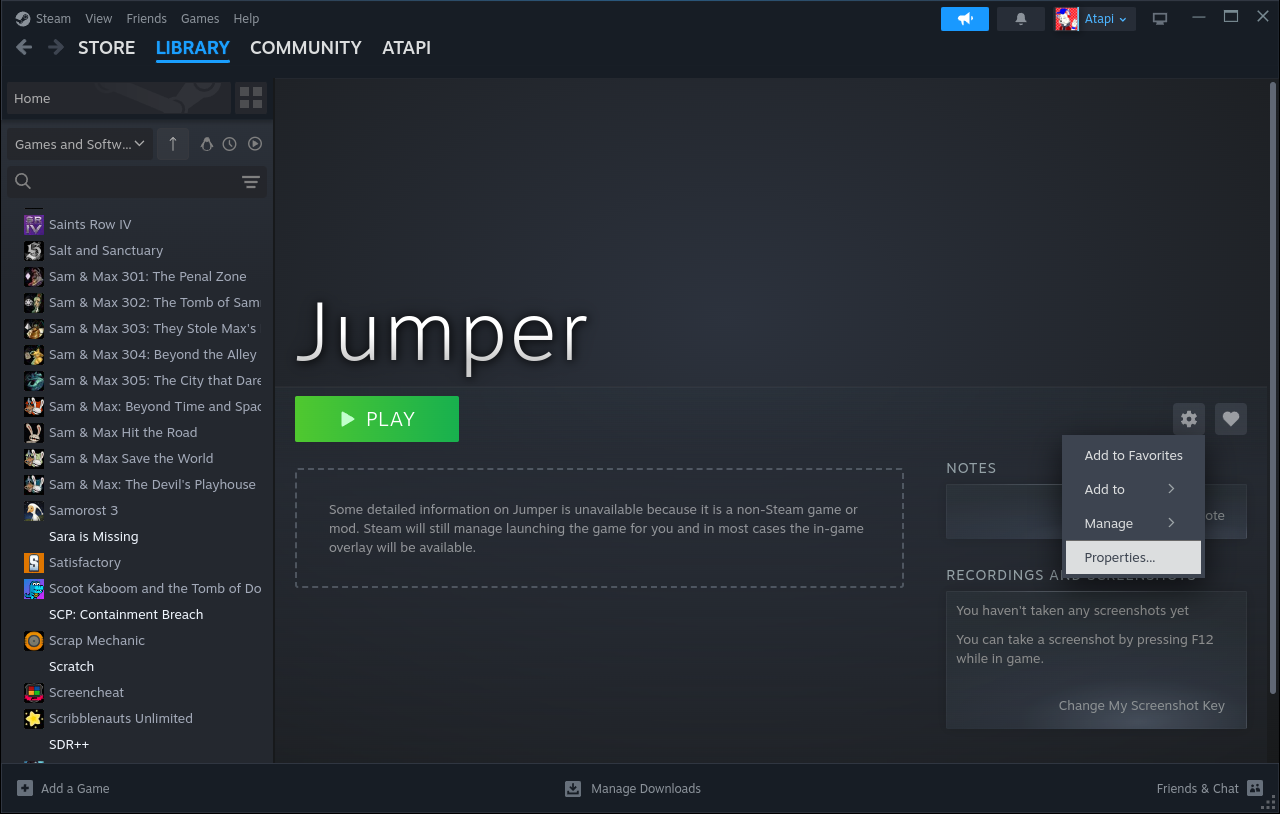 Steam View Friends Games Help
Atapi
STORE LIBRARY COMMUNITY ATAPI
Home
Games and Softw...
Saints Row IV
Salt and Sanctuary
Sam & Max 301: The Penal Zone
Sam & Max 302: The Tomb of Sam
Sam & Max 303: They Stole Max's
Sam & Max 304: Beyond the Alley
Sam & Max 305: The City that Dare
Sam & Max: Beyond Time and Spac
Sam & Max Hit the Road
Sam & Max Save the World
Sam & Max: The Devil's Playhouse
Samorost 3
Sara is Missing
Satisfactory
Scoot Kaboom and the Tomb of Do
SCP: Containment Breach
Scrap Mechanic
Scratch
Screencheat
Scribblenauts Unlimited
SDR++
Jumper
PLAY
Some detailed information on Jumper is unavailable because it is a non-Steam game or
mod. Steam will still manage launching the game for you and in most cases the in-game
overlay will be available.
Add to Favorites
Add to
Manage
Properties...
NOTES
ote
RECORDINGS AND SCREENSHOTS
You haven't taken any screenshots yet
You can take a screenshot by pressing F12
while in game.
Change My Screenshot Key
Add a Game
Manage Downloads
Friends & Chat